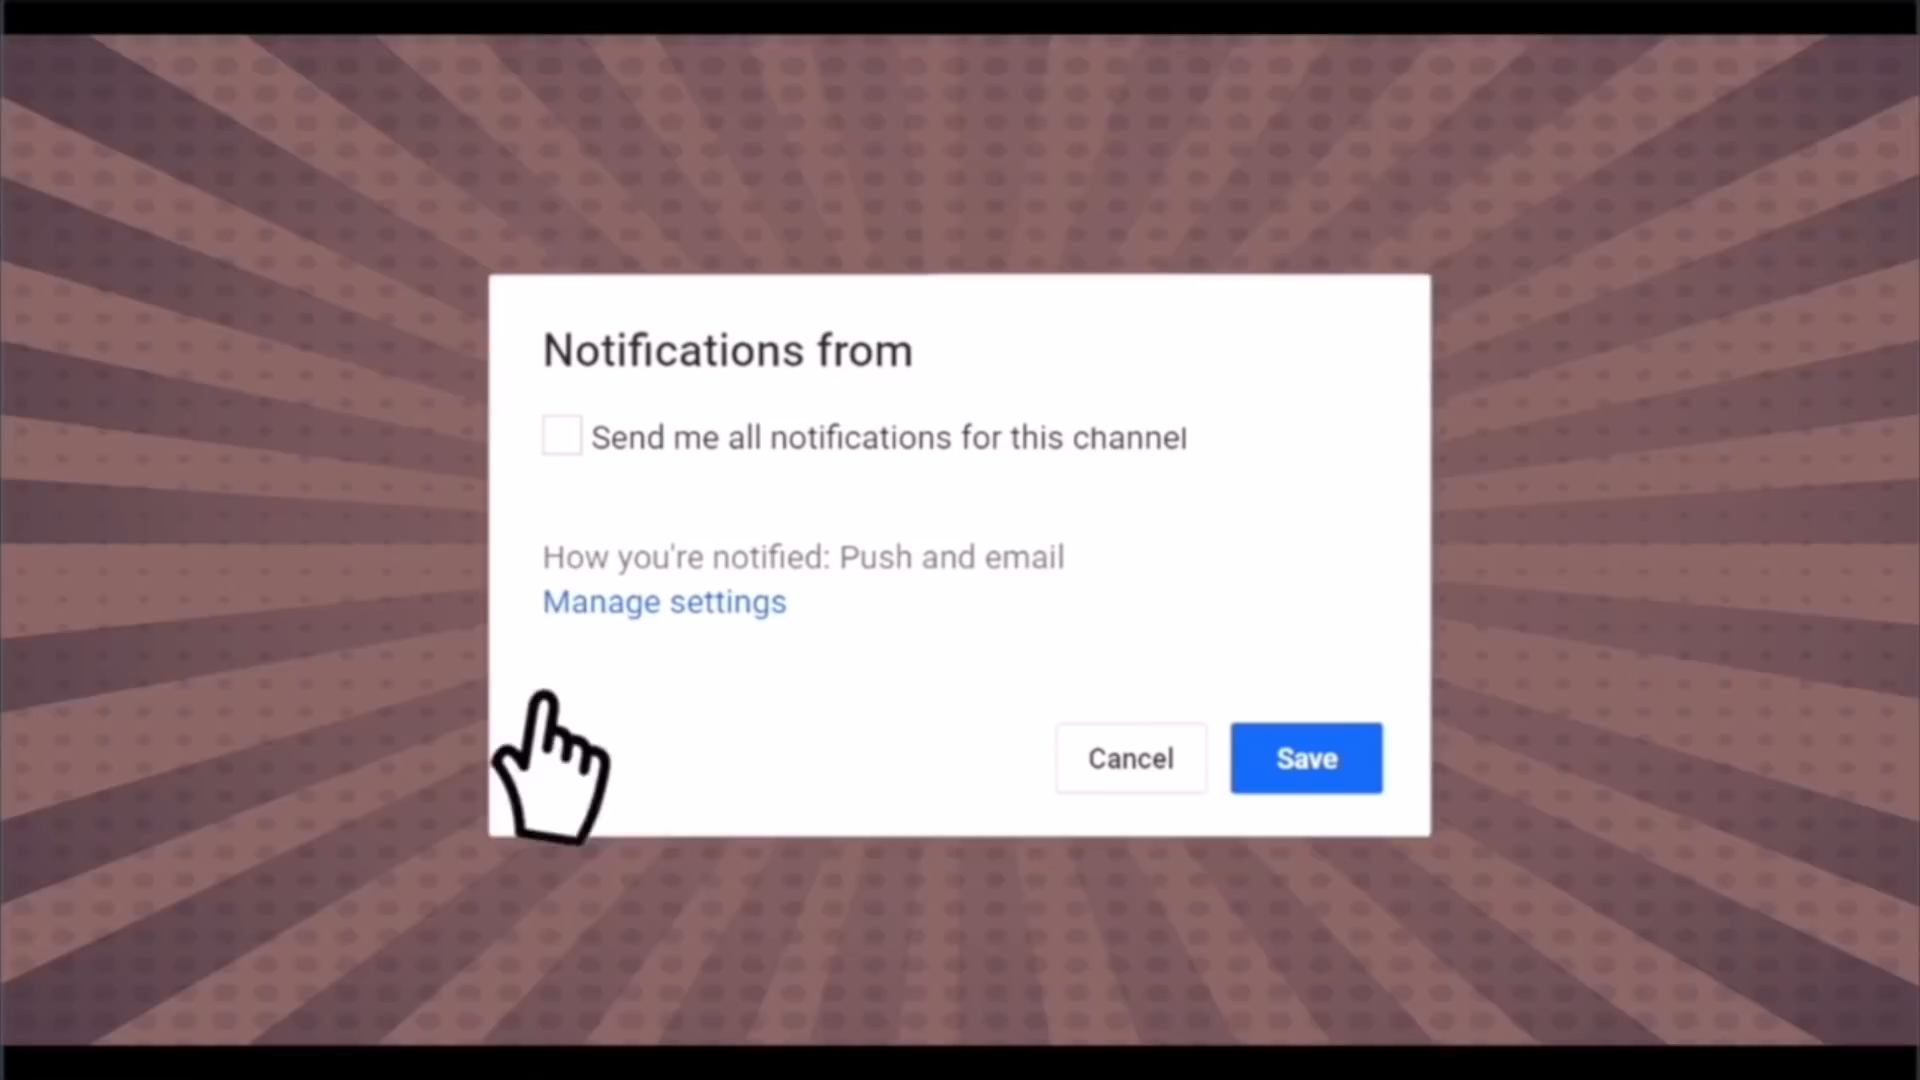 Notifications from
Send me all notifications for this channel
How you're notified: Push and email
Manage settings
Cancel
Save